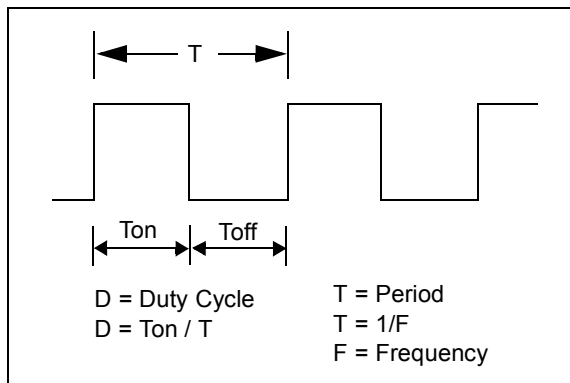 T
Ton
Toff
D = Duty Cycle
D = Ton / T
T = Period
T = 1/F
F = Frequency